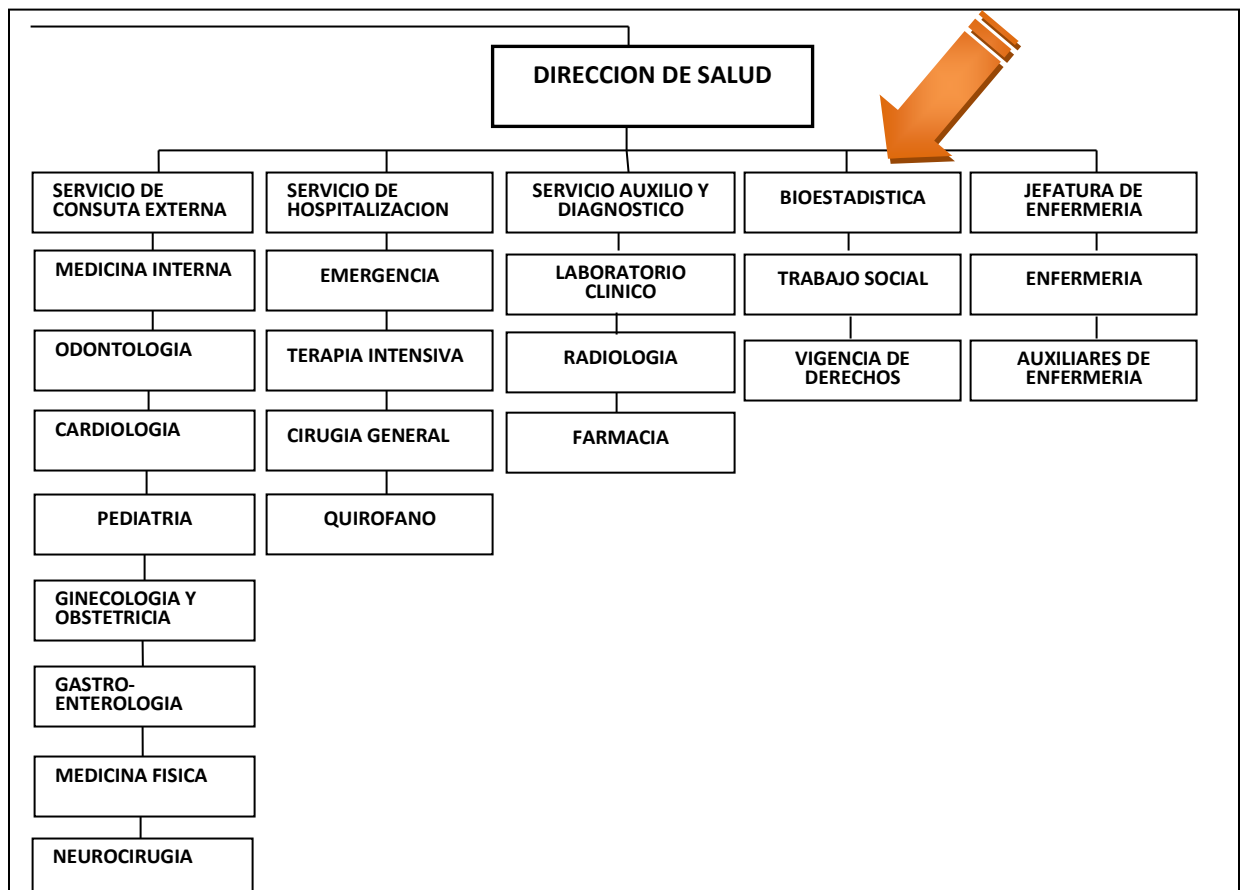 DIRECCION DE SALUD
SERVICIO DE
CONSUTA EXTERNA
MEDICINA INTERNA
ODONTOLOGIA
CARDIOLOGIA
PEDIATRIA
GINECOLOGIA Y
OBSTETRICIA
GASTRO-
ENTEROLOGIA
MEDICINA FISICA
NEUROCIRUGIA
SERVICIO DE
HOSPITALIZACION
EMERGENCIA
TERAPIA INTENSIVA
CIRUGIA GENERAL
QUIROFANO
SERVICIO AUXILIO Y
DIAGNOSTICO
LABORATORIO
CLINICO
RADIOLOGIA
FARMACIA
BIOESTADISTICA
TRABAJO SOCIAL
VIGENCIA DE
DERECHOS
JEFATURA DE
ENFERMERIA
ENFERMERIA
AUXILIARES DE
ENFERMERIA